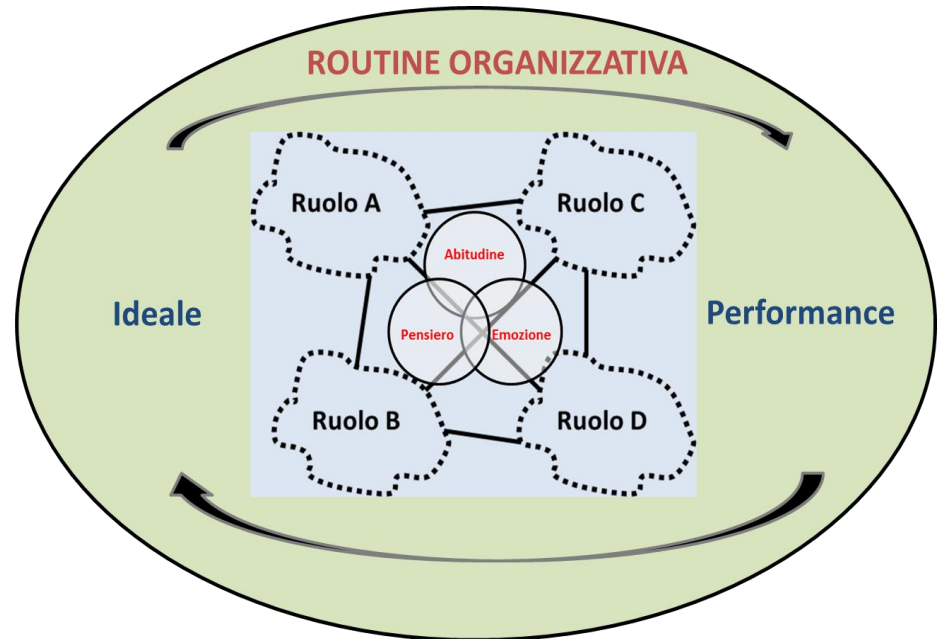 ROUTINE ORGANIZZATIVA
Ruolo A
Ruolo C
Abitudine
Ideale
Performance
Pensiero
Emozione
Ruolo B
Ruolo D